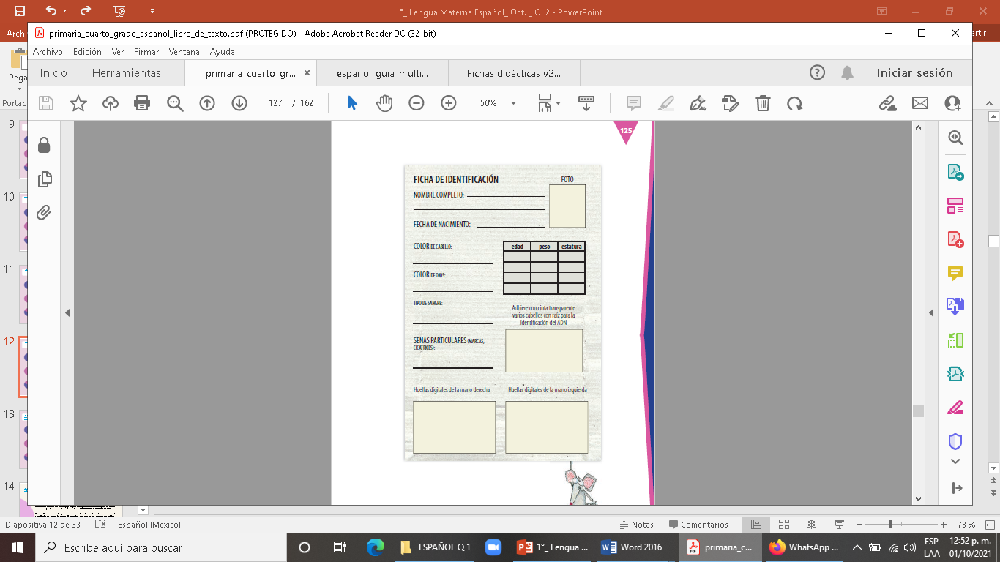 1°_ Lengua Materna Español_ Oct. _ Q. 2 - PowerPoint
Archi
artir
primaria_cuarto_grado_espanol_libro_de_texto.pdf (PROTEGIDO) - Adobe Acrobat Reader DC (32-bit)
Archivo Edición Ver Firmar Ventana Ayuda
Inicio Herramientas primaria_cuarto_gr... espanol_guia_multi... Fichas didácticas v2... Iniciar sesión
Pega
Portap
127 / 162 50%
9
10
11
12
13
14
125
FICHA DE IDENTIFICACIÓN
FOTO
NOMBRE COMPLETO:
FECHA DE NACIMIENTO:
COLOR DE CABELLO:
edad peso estatura
COLOR DE OJOS:
TIPO DE SANGRE:
Adhiere con cinta transparente
varios cabellos con raíz para la
identificación del ADN
SEÑAS PARTICULARES (MARCAS,
CICATRICES):
Huellas digitales de la mano derecha
Huellas digitales de la mano izquierda
Diapositiva 12 de 33 Español (México) Notas Comentarios 73 %
Escribe aquí para buscar ESPAÑOL Q 1 1°_ Lengua ... Word 2016 primaria_c... WhatsApp ... ESP 12:52 p. m.
LAA 01/10/2021